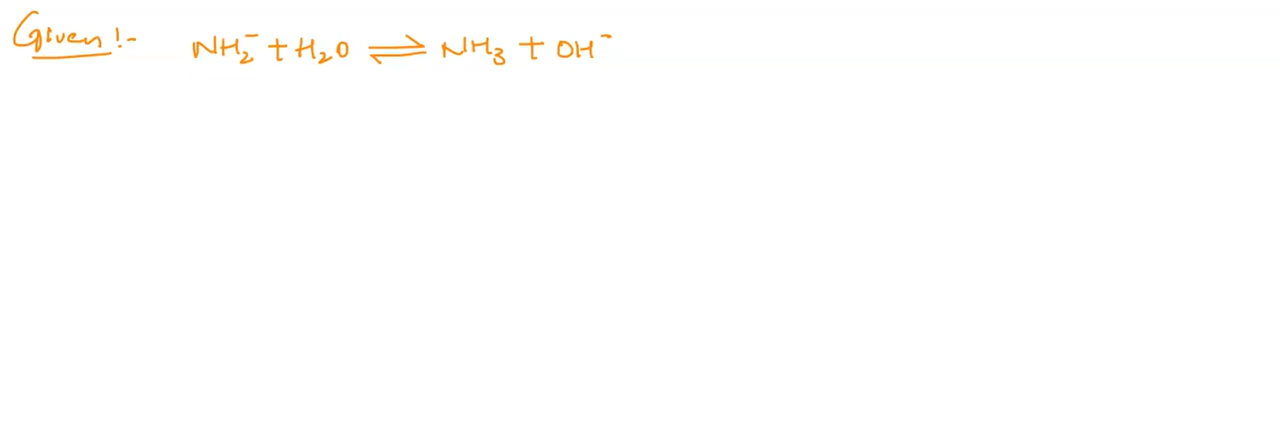 Given :- NH₂⁻ + H₂O ⇌ NH₃ + OH⁻